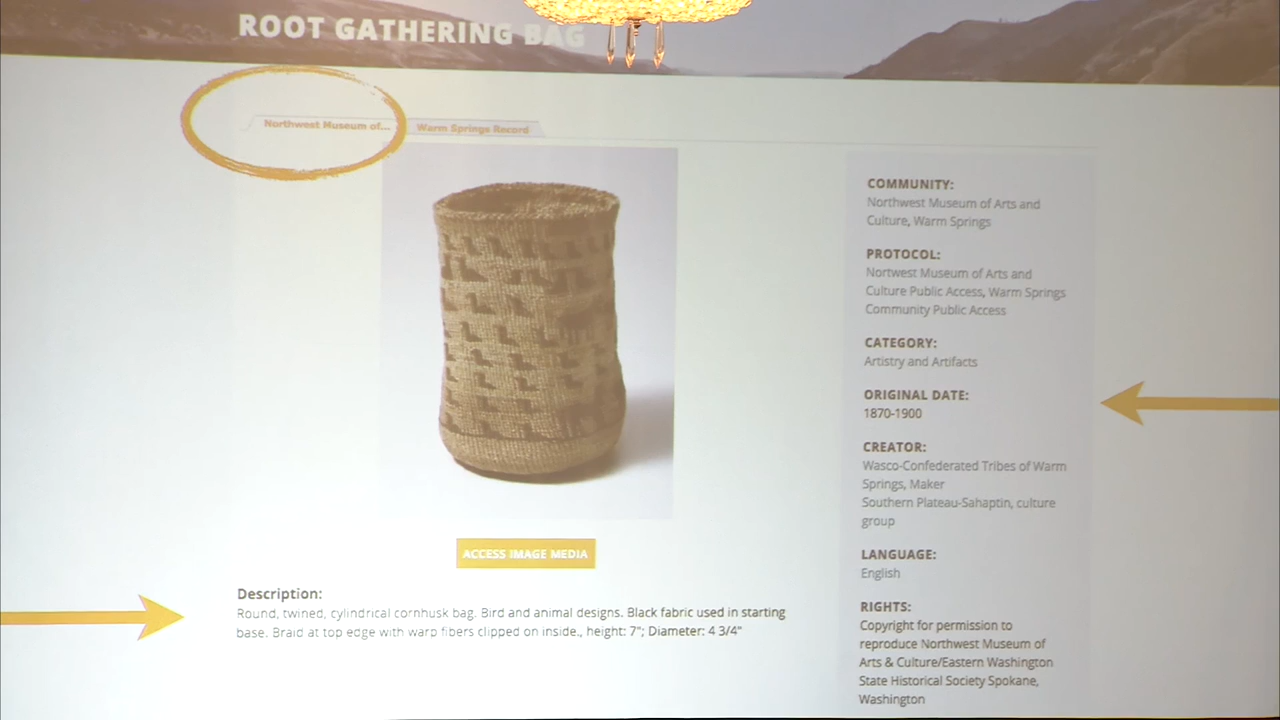 ROOT GATHERING BAG
Northwest Museum of...
Warm Springs Record
COMMUNITY:
Northwest Museum of Arts and
Culture, Warm Springs
PROTOCOL:
Nortwest Museum of Arts and
Culture Public Access, Warm Springs
Community Public Access
CATEGORY:
Artistry and Artifacts
ORIGINAL DATE:
1870-1900
CREATOR:
Wasco-Confederated Tribes of Warm
Springs, Maker
Southern Plateau-Sahaptin, culture
group
LANGUAGE:
English
RIGHTS:
Copyright for permission to
reproduce Northwest Museum of
Arts & Culture/Eastern Washington
State Historical Society Spokane,
Washington
ACCESS IMAGE MEDIA
Description:
Round, twined, cylindrical cornhusk bag. Bird and animal designs. Black fabric used in starting
base. Braid at top edge with warp fibers clipped on inside., height: 7"; Diameter: 4 3/4"